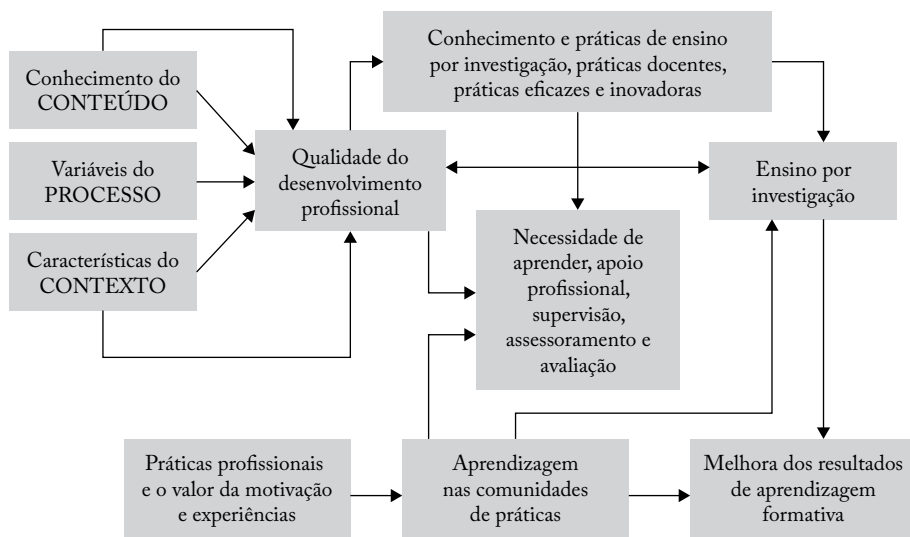 Conhecimento do
CONTEÚDO
Variáveis do
PROCESSO
Características do
CONTEXTO
Qualidade do
desenvolvimento
profissional
Conhecimento e práticas de ensino
por investigação, práticas docentes,
práticas eficazes e inovadoras
Ensino por
investigação
Necessidade de
aprender, apoio
profissional,
supervisão,
assessoramento e
avaliação
Práticas profissionais
e o valor da motivação
e experiências
Aprendizagem
nas comunidades
de práticas
Melhora dos resultados
de aprendizagem
formativa